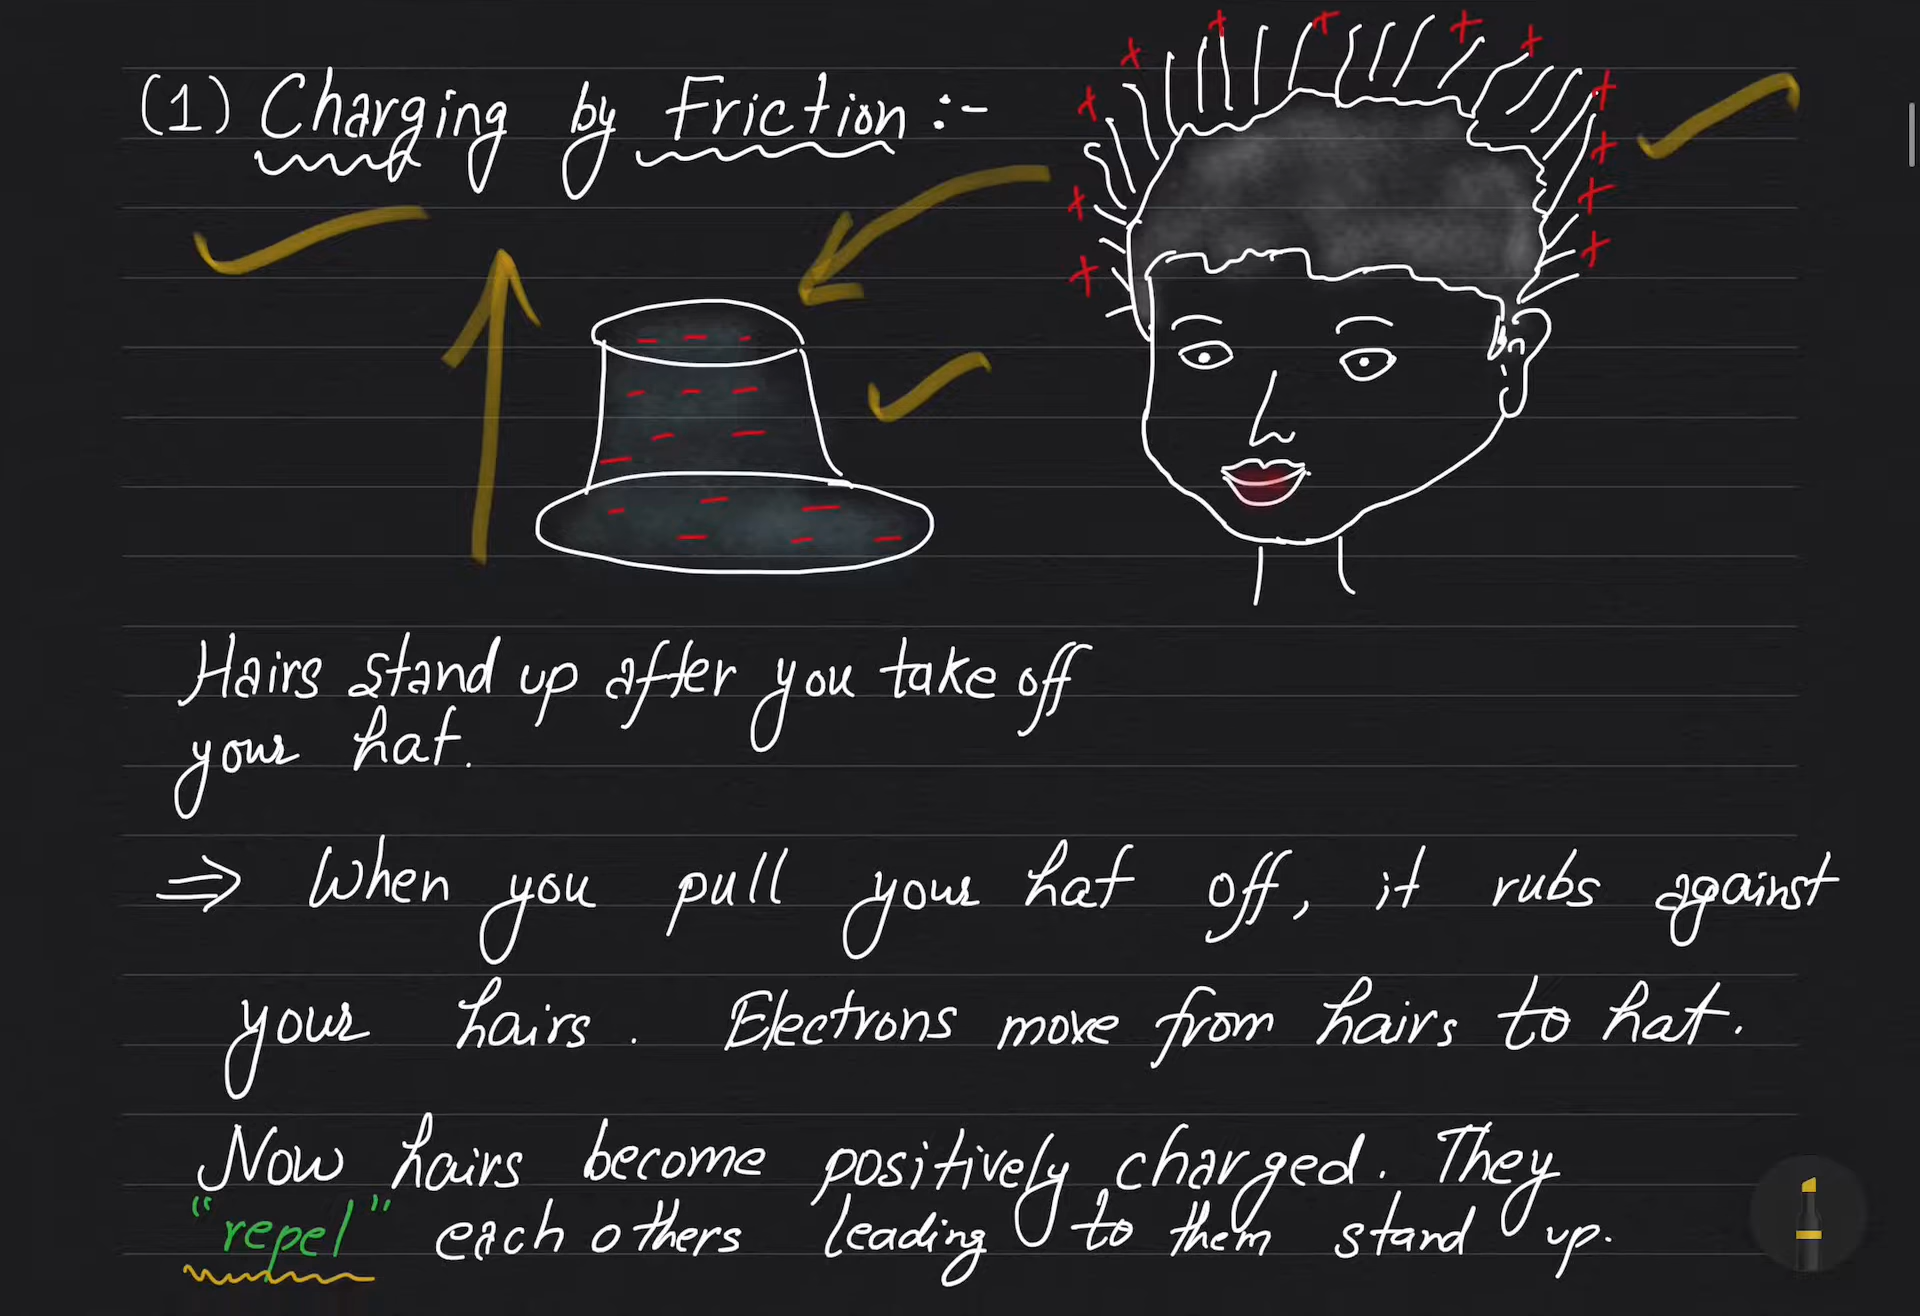 (1) Charging by Friction :-
Hairs stand up after you take off
your hat.
⇒ When you pull your hat off, it rubs against
your hairs. Electrons move from hairs to hat.
Now hairs become positively charged. They
"repel" each others leading to them stand up.